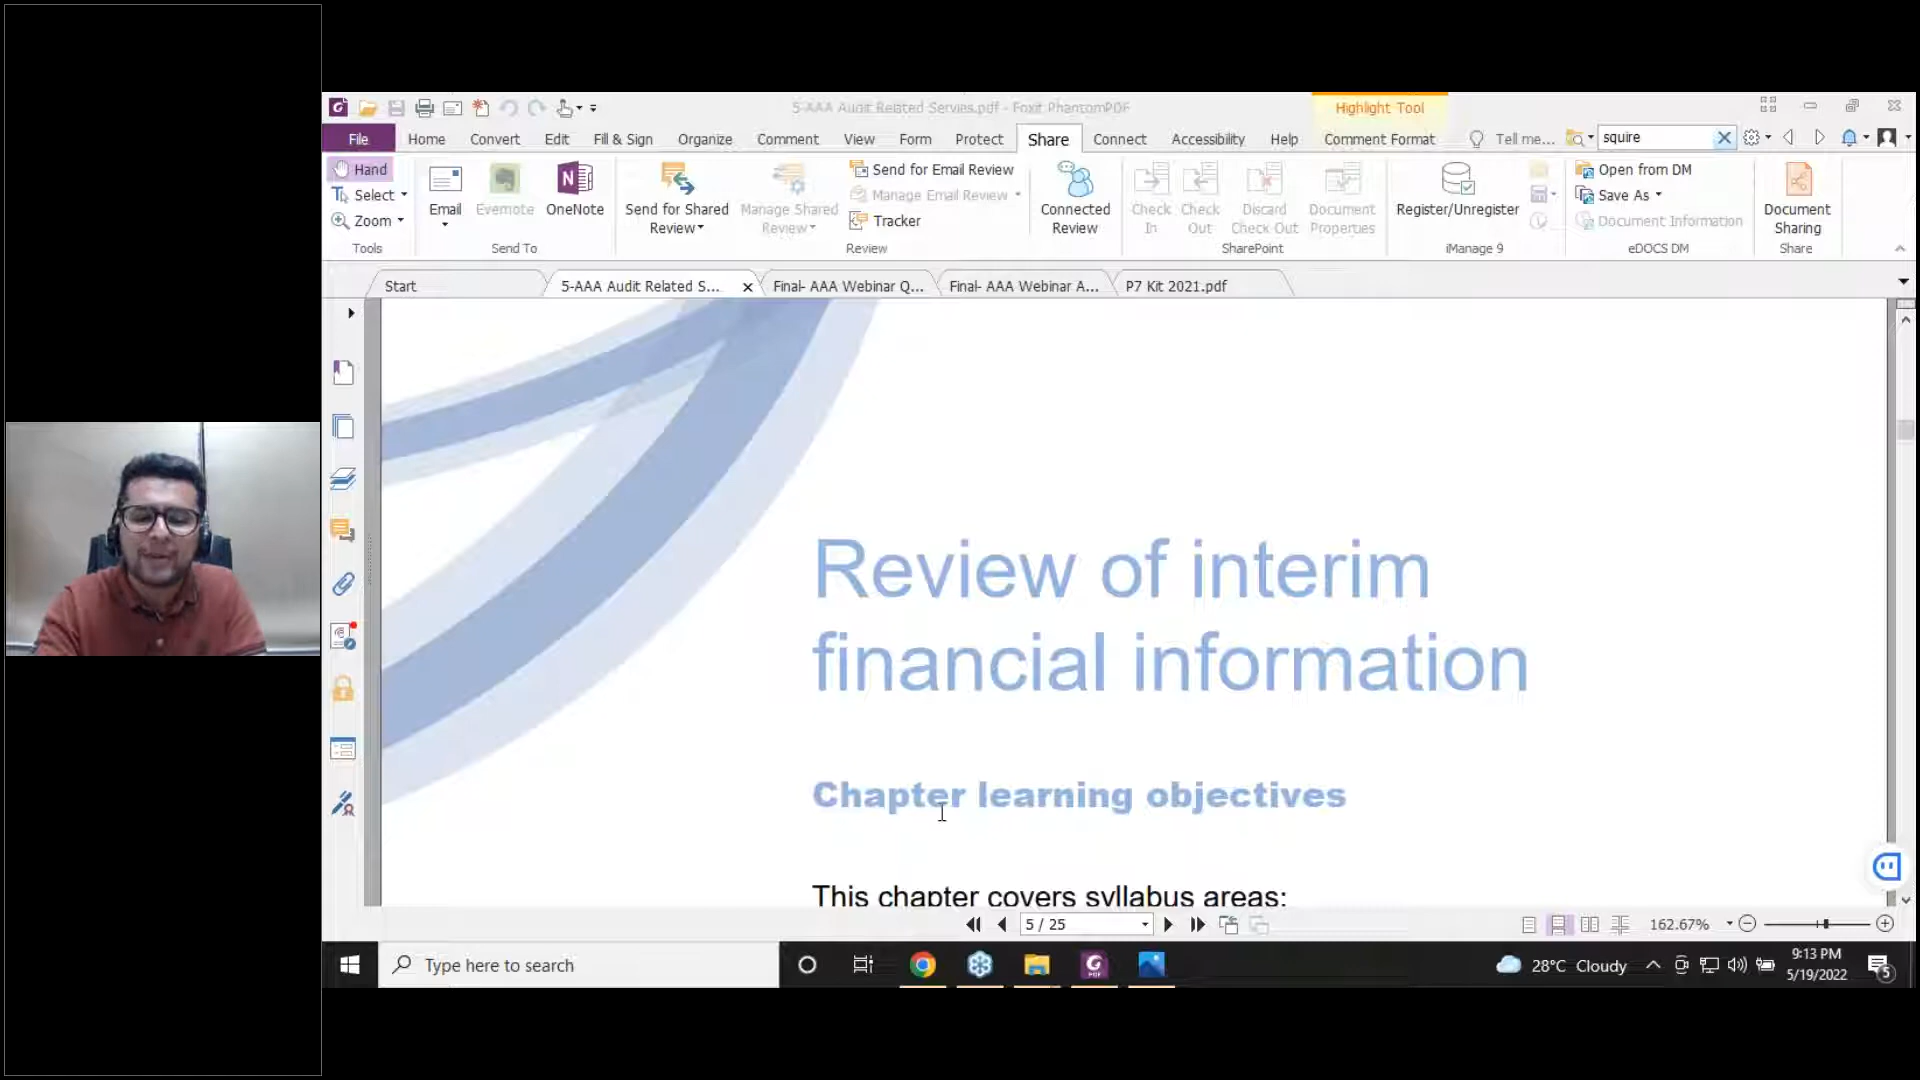 5-AAA Audit Related Servies.pdf - Foxit PhantomPDF
Highlight Tool
File Home Convert Edit Fill & Sign Organize Comment View Form Protect Share Connect Accessibility Help Comment Format Tell me... squire
Hand
Select
Zoom
Tools
Email
Evernote
OneNote
Send To
Send for Shared Review
Manage Shared Review
Send for Email Review
Manage Email Review
Tracker
Review
Connected Review
Check In
Check Out
Discard Check Out
Document Properties
SharePoint
Register/Unregister
iManage 9
Open from DM
Save As
Document Information
eDOCS DM
Document Sharing
Share
Start
5-AAA Audit Related S...
Final- AAA Webinar Q...
Final- AAA Webinar A...
P7 Kit 2021.pdf
Review of interim
financial information
Chapter learning objectives
This chapter covers syllabus areas:
5 / 25
162.67%
Type here to search
28°C Cloudy
9:13 PM
5/19/2022
5